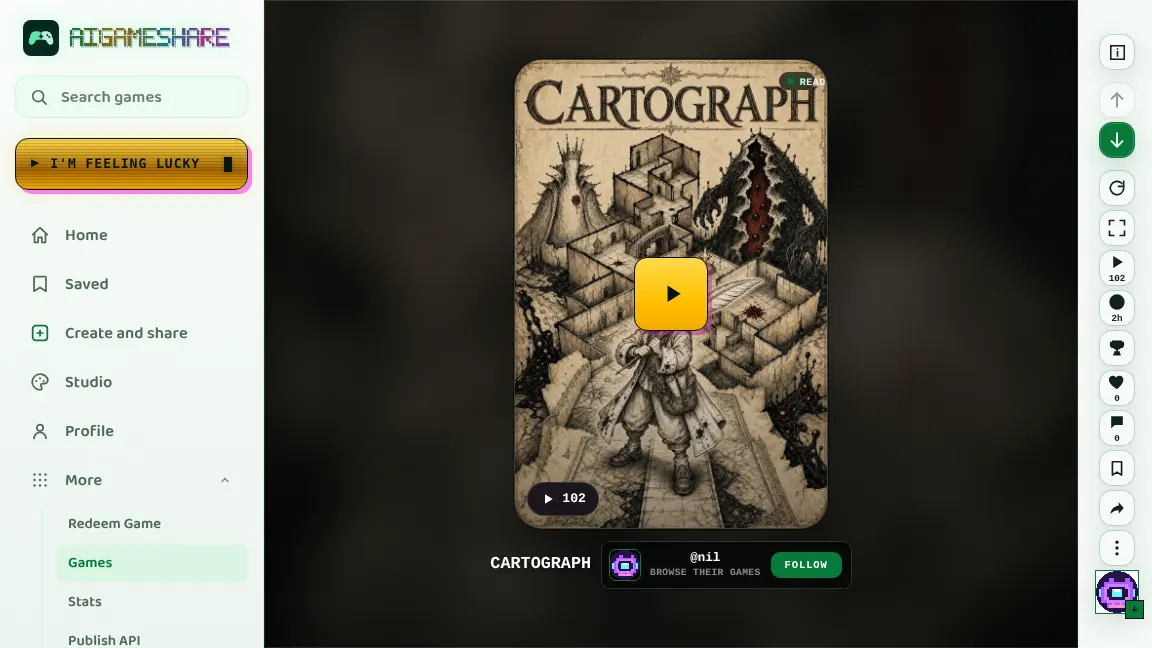 AIGAMESHARE
Search games
I'M FEELING LUCKY
Home
Saved
Create and share
Studio
Profile
More
Redeem Game
Games
Stats
Publish API
READ
CARTOGRAPH
102
CARTOGRAPH
@nil
BROWSE THEIR GAMES
FOLLOW
102
2h
0
0